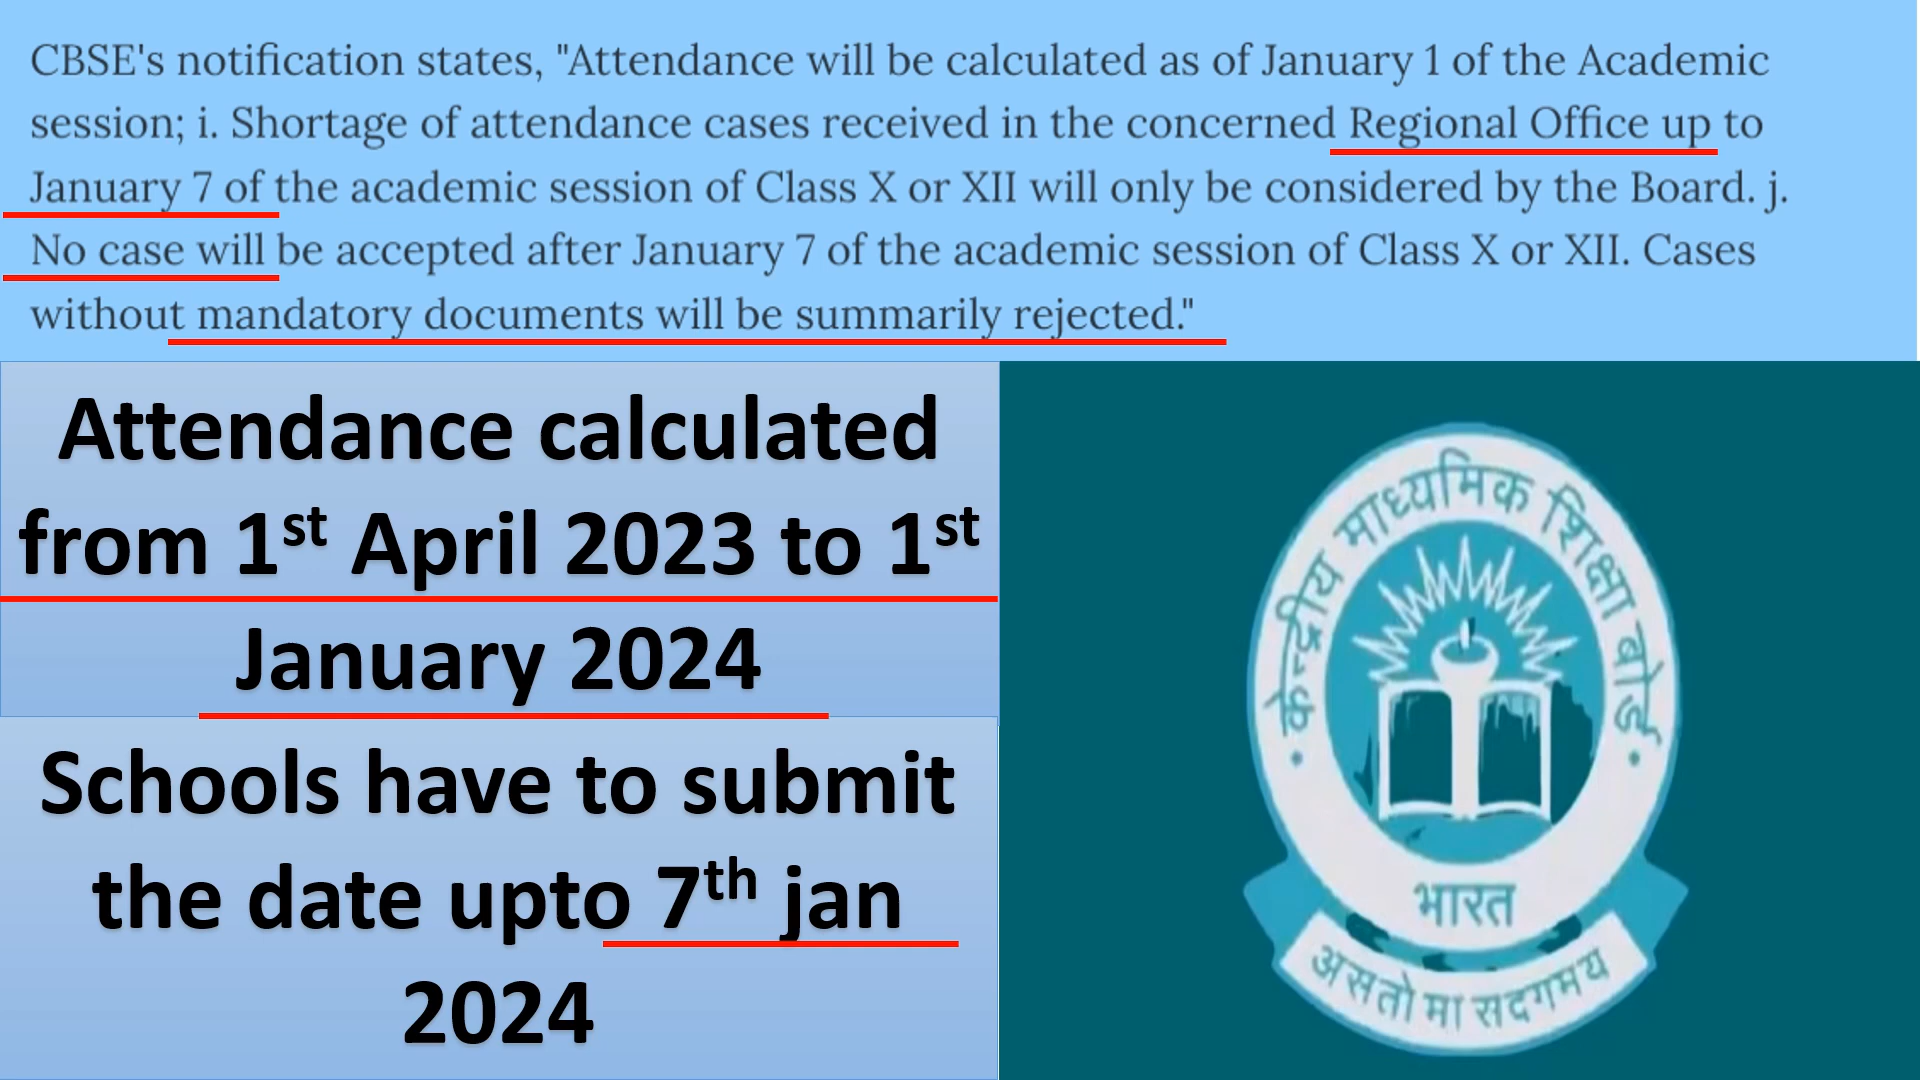 CBSE's notification states, "Attendance will be calculated as of January 1 of the Academic
session; i. Shortage of attendance cases received in the concerned Regional Office up to
January 7 of the academic session of Class X or XII will only be considered by the Board. j.
No case will be accepted after January 7 of the academic session of Class X or XII. Cases
without mandatory documents will be summarily rejected."
Attendance calculated
from 1st April 2023 to 1st
January 2024
Schools have to submit
the date upto 7th jan
2024
केन्द्रीय माध्यमिक शिक्षा बोर्ड
भारत
असतो मा सदगमय